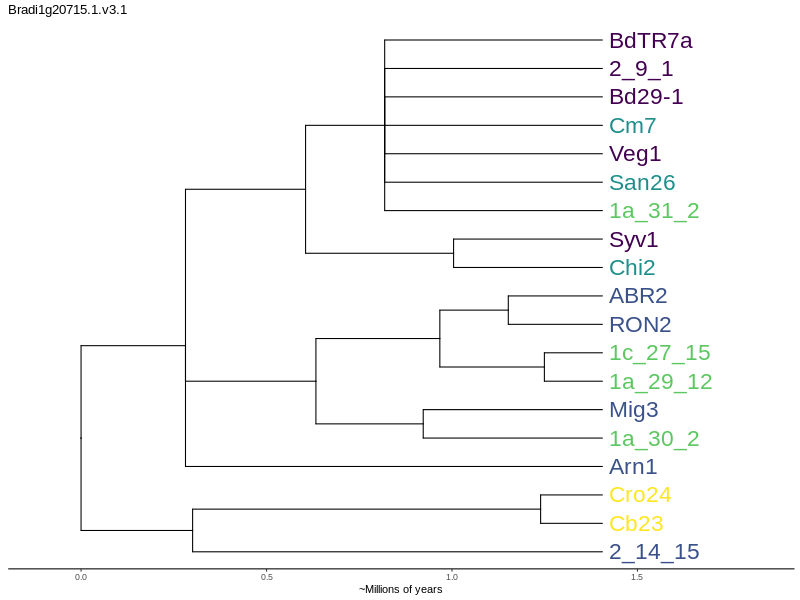 Bradi1g20715.1.v3.1
BdTR7a
2_9_1
Bd29-1
Cm7
Veg1
San26
1a_31_2
Syv1
Chi2
ABR2
RON2
1c_27_15
1a_29_12
Mig3
1a_30_2
Arn1
Cro24
Cb23
2_14_15
0.0 0.5 1.0 1.5
~Millions of years